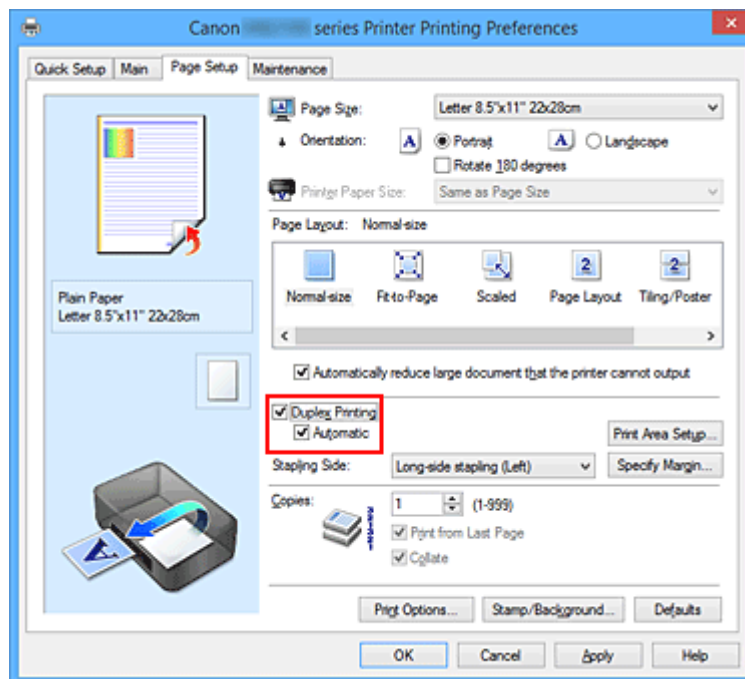 Canon series Printer Printing Preferences
Quick Setup Main Page Setup Maintenance
Page Size: Letter 8.5"x11" 22x28cm
Orientation: A Portrait A Landscape
Rotate 180 degrees
Printer Paper Size: Same as Page Size
Page Layout: Normal-size
2 2
Normal-size Fit-to-Page Scaled Page Layout Tiling/Poster
Plain Paper
Letter 8.5"x11" 22x28cm
Automatically reduce large document that the printer cannot output
Duplex Printing
Automatic
Print Area Setup...
Stapling Side: Long-side stapling (Left) Specify Margin...
Copies: 1 (1-999)
Print from Last Page
Collate
A
Print Options... Stamp/Background... Defaults
OK Cancel Apply Help